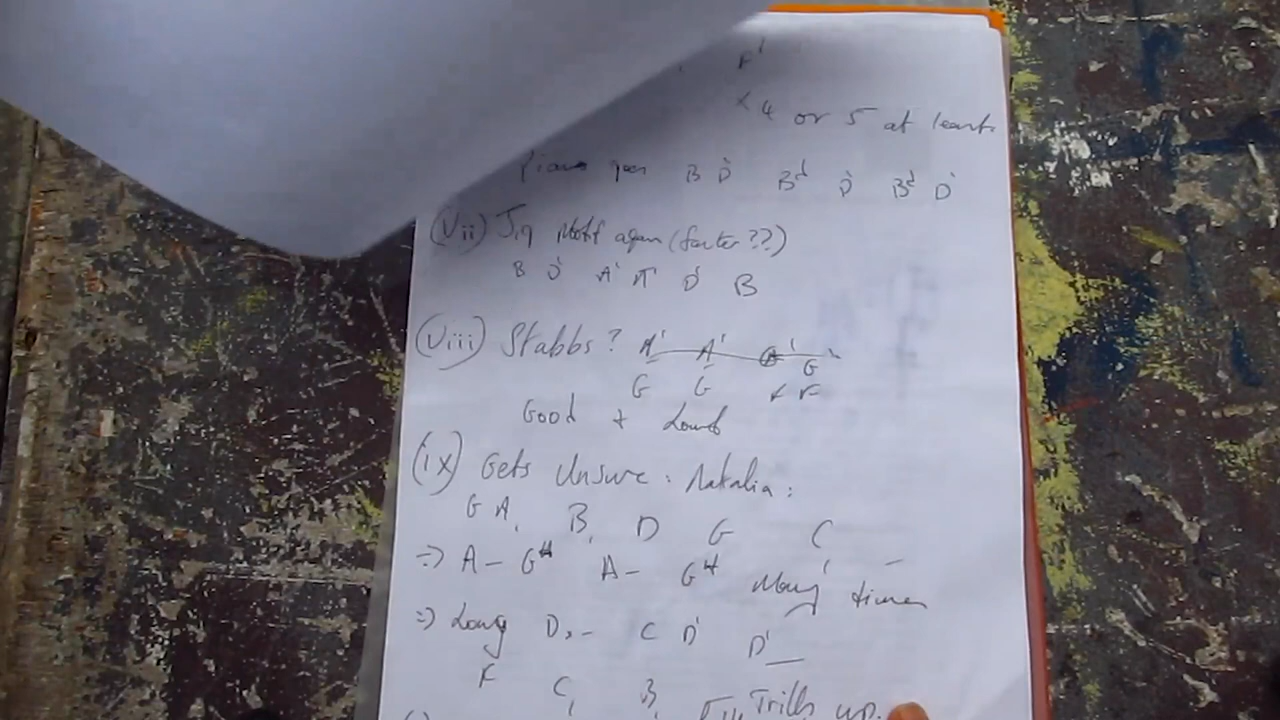 F'
x 4 or 5 at least.
Piano goes B D' B♭' D' B♭' D'
(Vii) Jig Motif again (faster ??)
B D' A' A' D' B
(Viii) Stabbs? A' A' G
G G F F
Good + Loud
(ix) Gets Unsure: Natalia:
G A, B, D G C
=) A - G# A - G# Many times
=) Long D, - C D' D'
F C, B, Trills up.